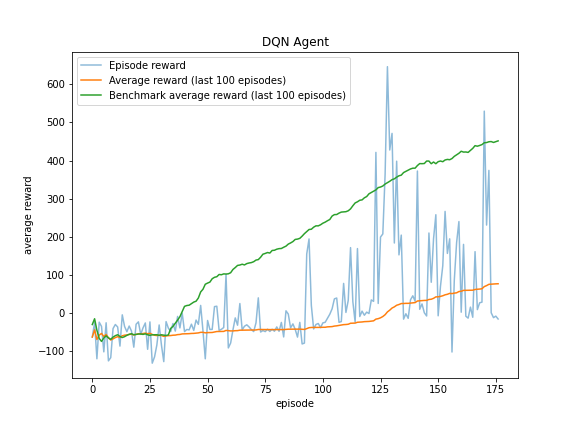 DQN Agent
Episode reward
Average reward (last 100 episodes)
Benchmark average reward (last 100 episodes)
average reward
600
500
400
300
200
100
0
−100
0 25 50 75 100 125 150 175
episode